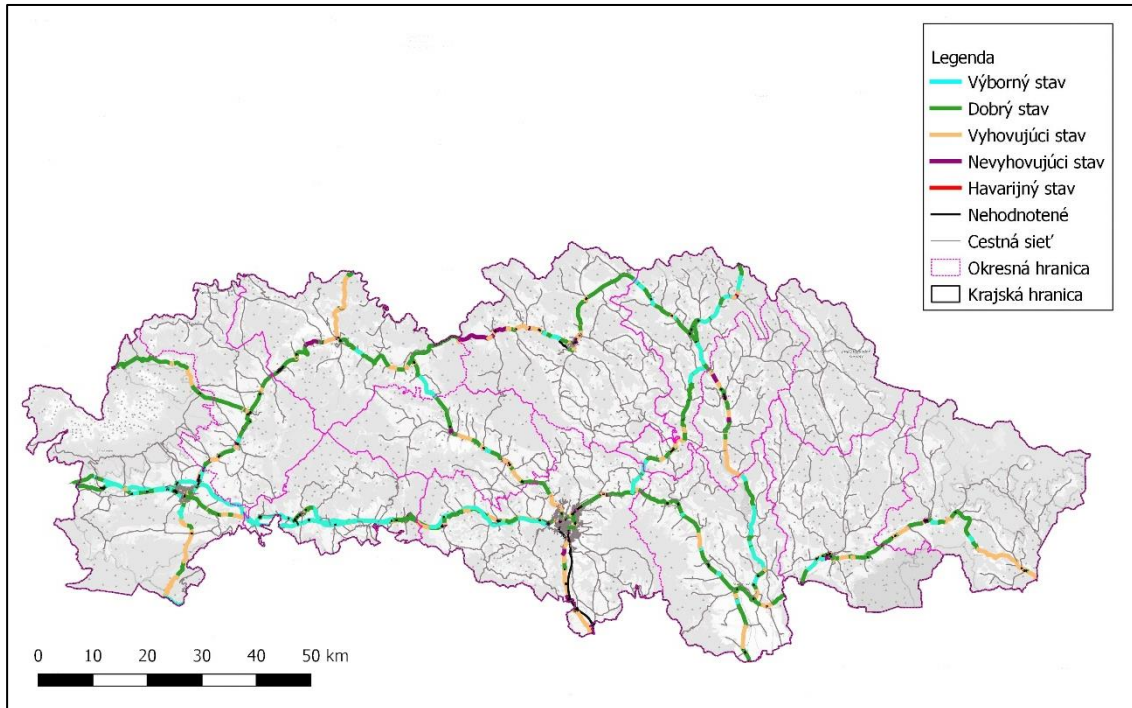 Legenda
Výborný stav
Dobrý stav
Vyhovujúci stav
Nevyhovujúci stav
Havarijný stav
Nehodnotené
Cestná sieť
Okresná hranica
Krajská hranica
0 10 20 30 40 50 km